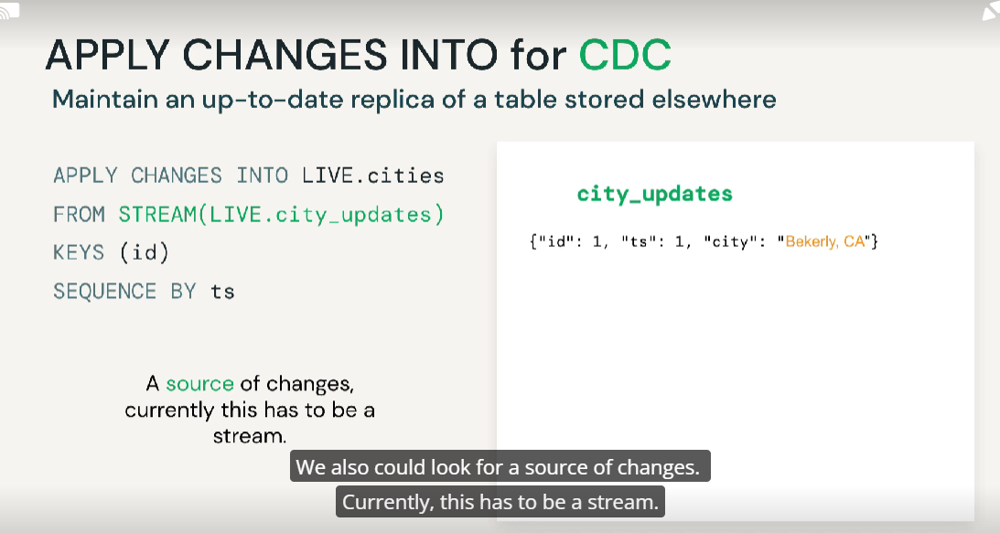 APPLY CHANGES INTO for CDC
Maintain an up-to-date replica of a table stored elsewhere
APPLY CHANGES INTO LIVE.cities
FROM STREAM(LIVE.city_updates)
KEYS (id)
SEQUENCE BY ts
A source of changes,
currently this has to be a
stream.
city_updates
{"id": 1, "ts": 1, "city": "Bekerly, CA"}
We also could look for a source of changes.
Currently, this has to be a stream.